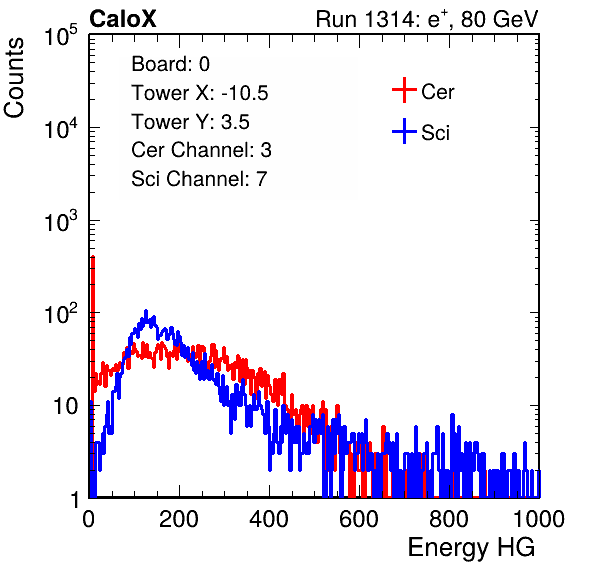 CaloX Run 1314: e⁺, 80 GeV
Counts
Board: 0
Tower X: -10.5
Tower Y: 3.5
Cer Channel: 3
Sci Channel: 7
Cer
Sci
10⁵
10⁴
10³
10²
10
1
0 200 400 600 800 1000
Energy HG